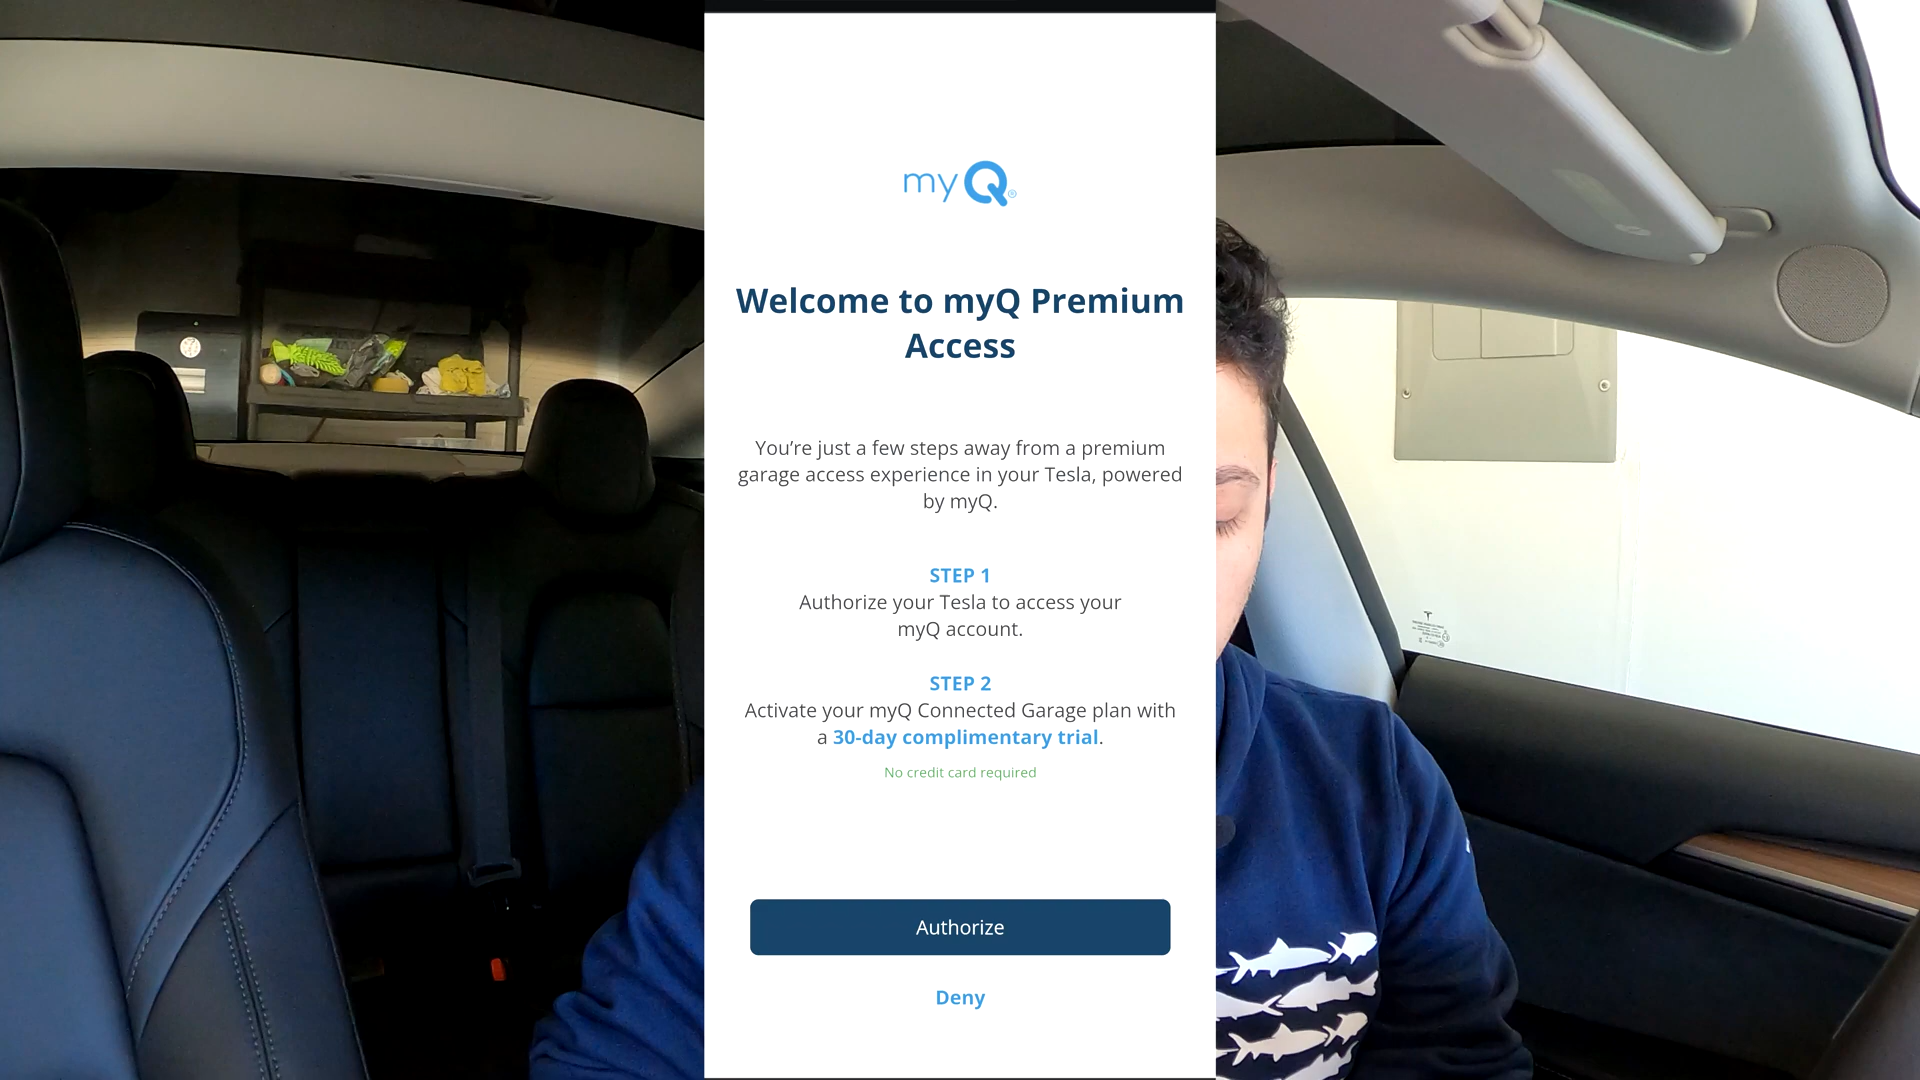 myQ®
Welcome to myQ Premium
Access
You’re just a few steps away from a premium
garage access experience in your Tesla, powered
by myQ.
STEP 1
Authorize your Tesla to access your
myQ account.
STEP 2
Activate your myQ Connected Garage plan with
a 30-day complimentary trial.
No credit card required
Authorize
Deny